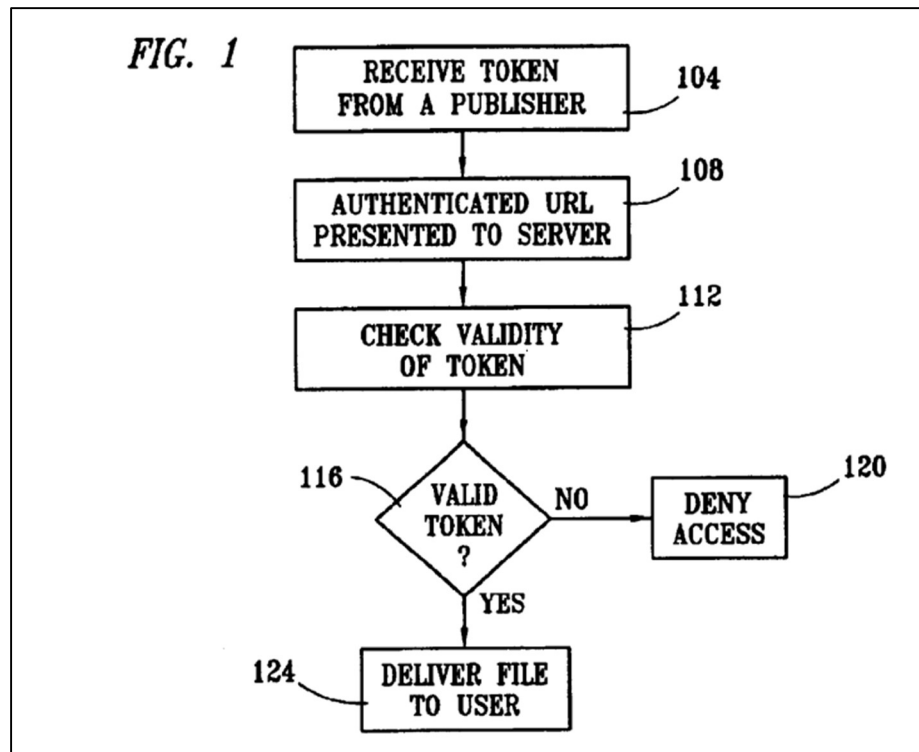 FIG. 1
RECEIVE TOKEN
FROM A PUBLISHER
104
108
AUTHENTICATED URL
PRESENTED TO SERVER
112
CHECK VALIDITY
OF TOKEN
116
VALID
TOKEN
?
NO
120
DENY
ACCESS
YES
124
DELIVER FILE
TO USER